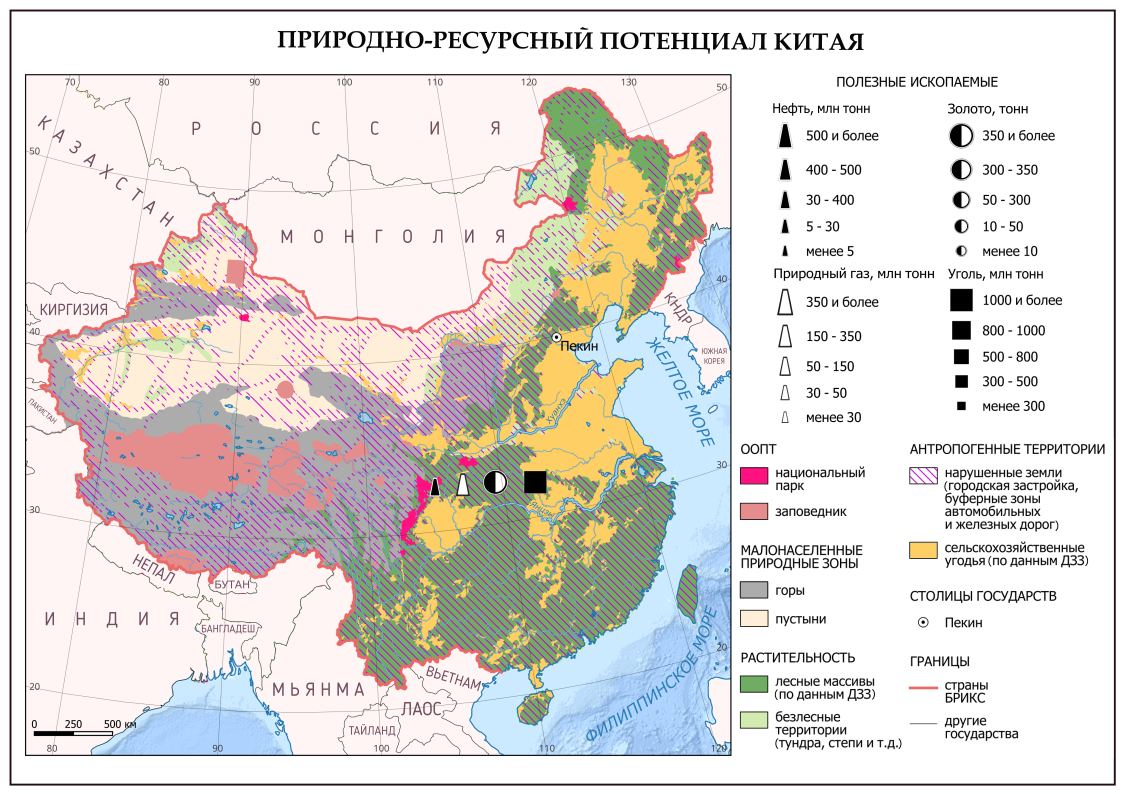 ПРИРОДНО-РЕСУРСНЫЙ ПОТЕНЦИАЛ КИТАЯ
70
80
90
100
110
120
130
50
КАЗАХСТАН
РОССИЯ
50
МОНГОЛИЯ
40
КИРГИЗИЯ
40
КНДР
ЮЖНАЯ
КОРЕЯ
Пекин
ЖЕЛТОЕ МОРЕ
ПАКИСТАН
Хуанхэ
30
Янцзы
30
НЕПАЛ
БУТАН
ИНДИЯ
БАНГЛАДЕШ
20
20
МЬЯНМА
ВЬЕТНАМ
ЛАОС
ТАЙЛАНД
ФИЛИППИНСКОЕ МОРЕ
0 250 500 км
80
90
100
110
120
ПОЛЕЗНЫЕ ИСКОПАЕМЫЕ
Нефть, млн тонн
500 и более
400 - 500
30 - 400
5 - 30
менее 5
Золото, тонн
350 и более
300 - 350
50 - 300
10 - 50
менее 10
Природный газ, млн тонн
350 и более
150 - 350
50 - 150
30 - 50
менее 30
Уголь, млн тонн
1000 и более
800 - 1000
500 - 800
300 - 500
менее 300
ООПТ
национальный
парк
заповедник
МАЛОНАСЕЛЕННЫЕ
ПРИРОДНЫЕ ЗОНЫ
горы
пустыни
РАСТИТЕЛЬНОСТЬ
лесные массивы
(по данным ДЗЗ)
безлесные
территории
(тундра, степи и т.д.)
АНТРОПОГЕННЫЕ ТЕРРИТОРИИ
нарушенные земли
(городская застройка,
буферные зоны
автомобильных
и железных дорог)
сельскохозяйственные
угодья (по данным ДЗЗ)
СТОЛИЦЫ ГОСУДАРСТВ
Пекин
ГРАНИЦЫ
страны
БРИКС
другие
государства